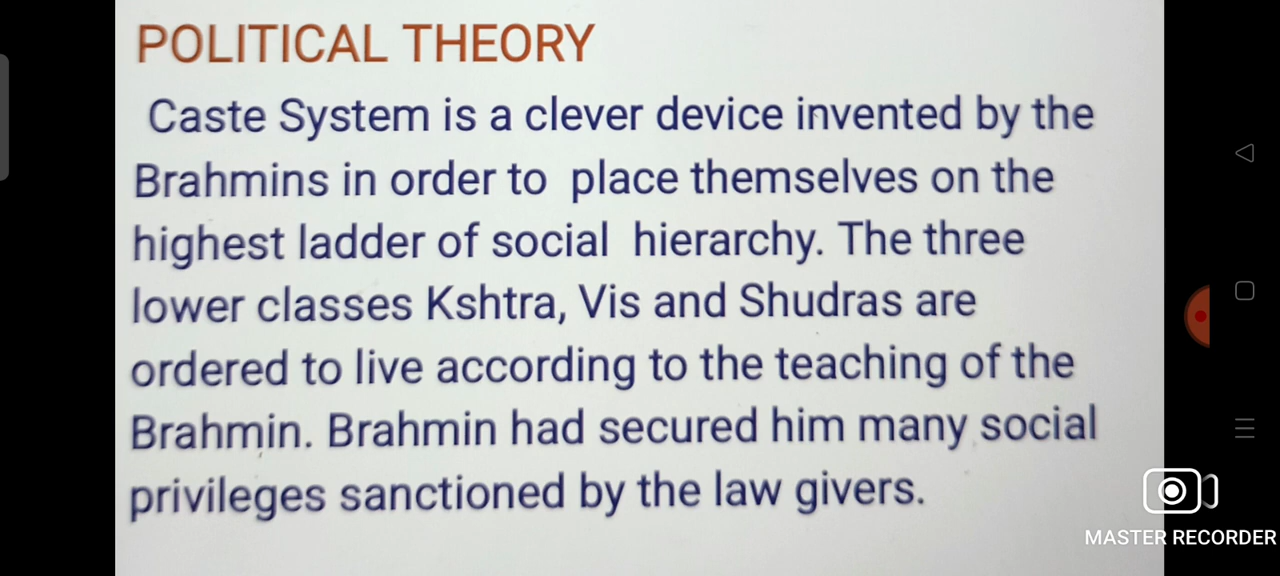 POLITICAL THEORY
Caste System is a clever device invented by the
Brahmins in order to place themselves on the
highest ladder of social hierarchy. The three
lower classes Kshtra, Vis and Shudras are
ordered to live according to the teaching of the
Brahmin. Brahmin had secured him many social
privileges sanctioned by the law givers.
MASTER RECORDER